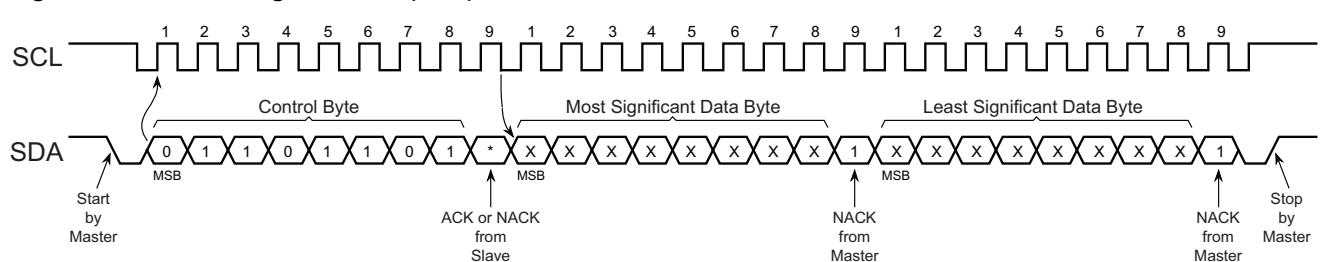 1 2 3 4 5 6 7 8 9 1 2 3 4 5 6 7 8 9 1 2 3 4 5 6 7 8 9
SCL
Control Byte Most Significant Data Byte Least Significant Data Byte
SDA 0 1 1 0 1 1 0 1 * X X X X X X X X 1 X X X X X X X X 1
MSB MSB MSB
Start
by
Master
ACK or NACK
from
Slave
NACK
from
Master
NACK
from
Master
Stop
by
Master